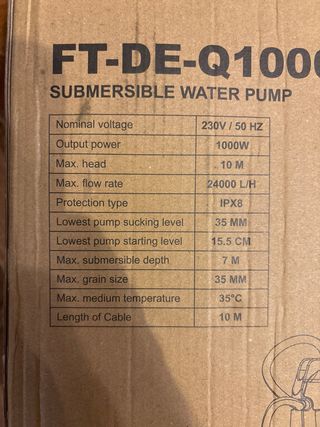 FT-DE-Q1000
SUBMERSIBLE WATER PUMP
Nominal voltage 230V / 50 HZ
Output power 1000W
Max. head 10 M
Max. flow rate 24000 L/H
Protection type IPX8
Lowest pump sucking level 35 MM
Lowest pump starting level 15.5 CM
Max. submersible depth 7 M
Max. grain size 35 MM
Max. medium temperature 35°C
Length of Cable 10 M